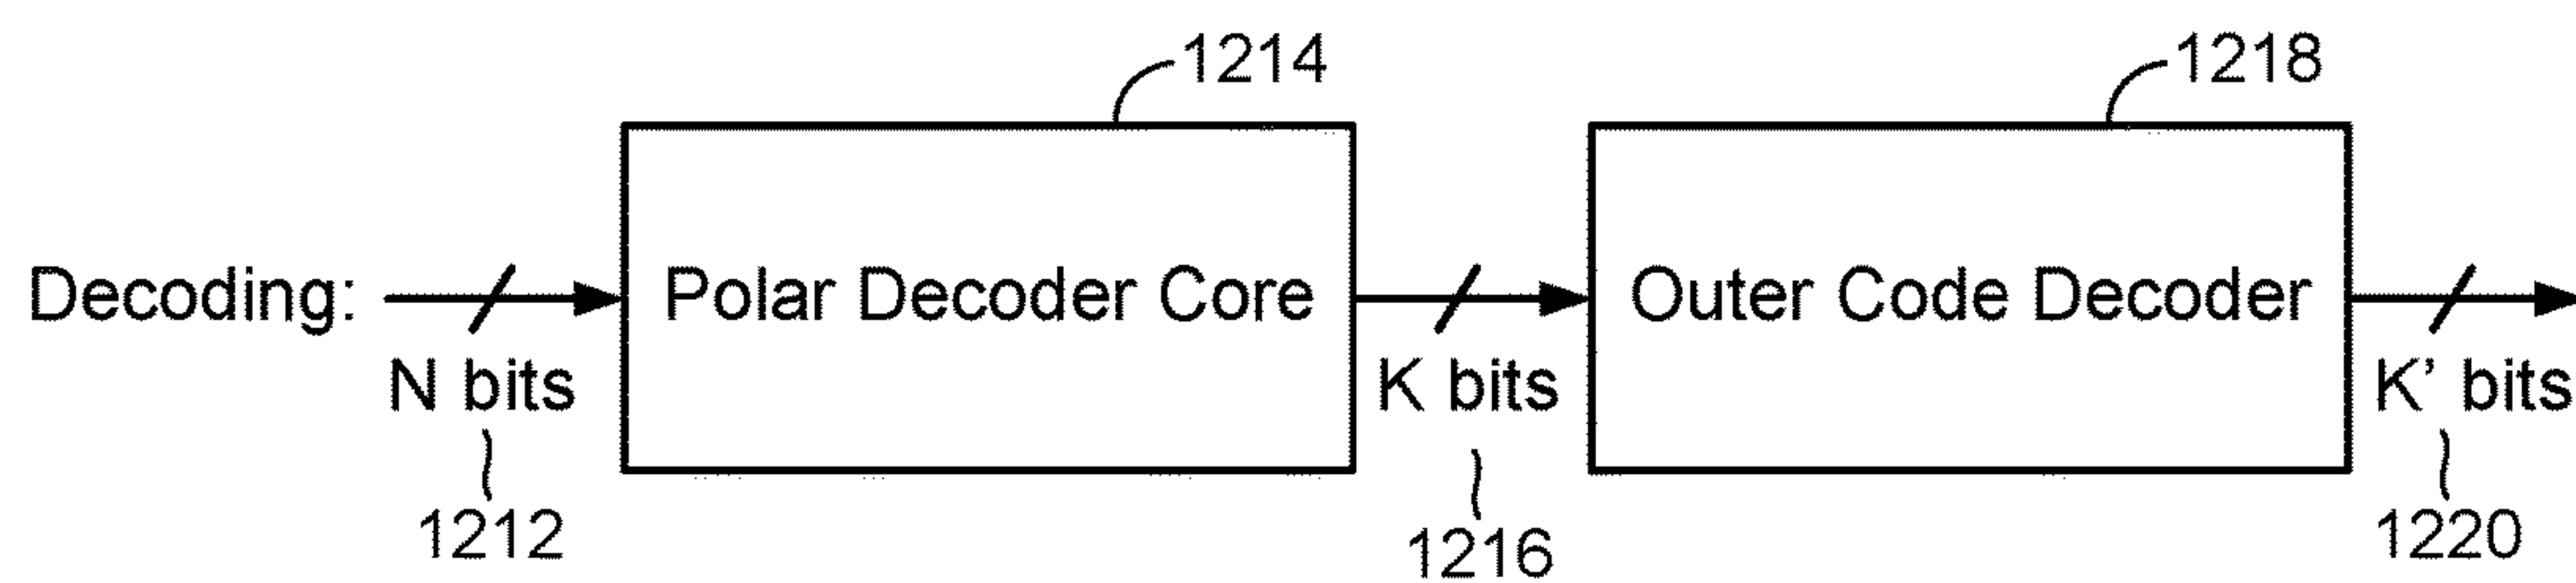 1214
1218
Decoding:
Polar Decoder Core
Outer Code Decoder
N bits
K bits
K’ bits
1212
1216
1220